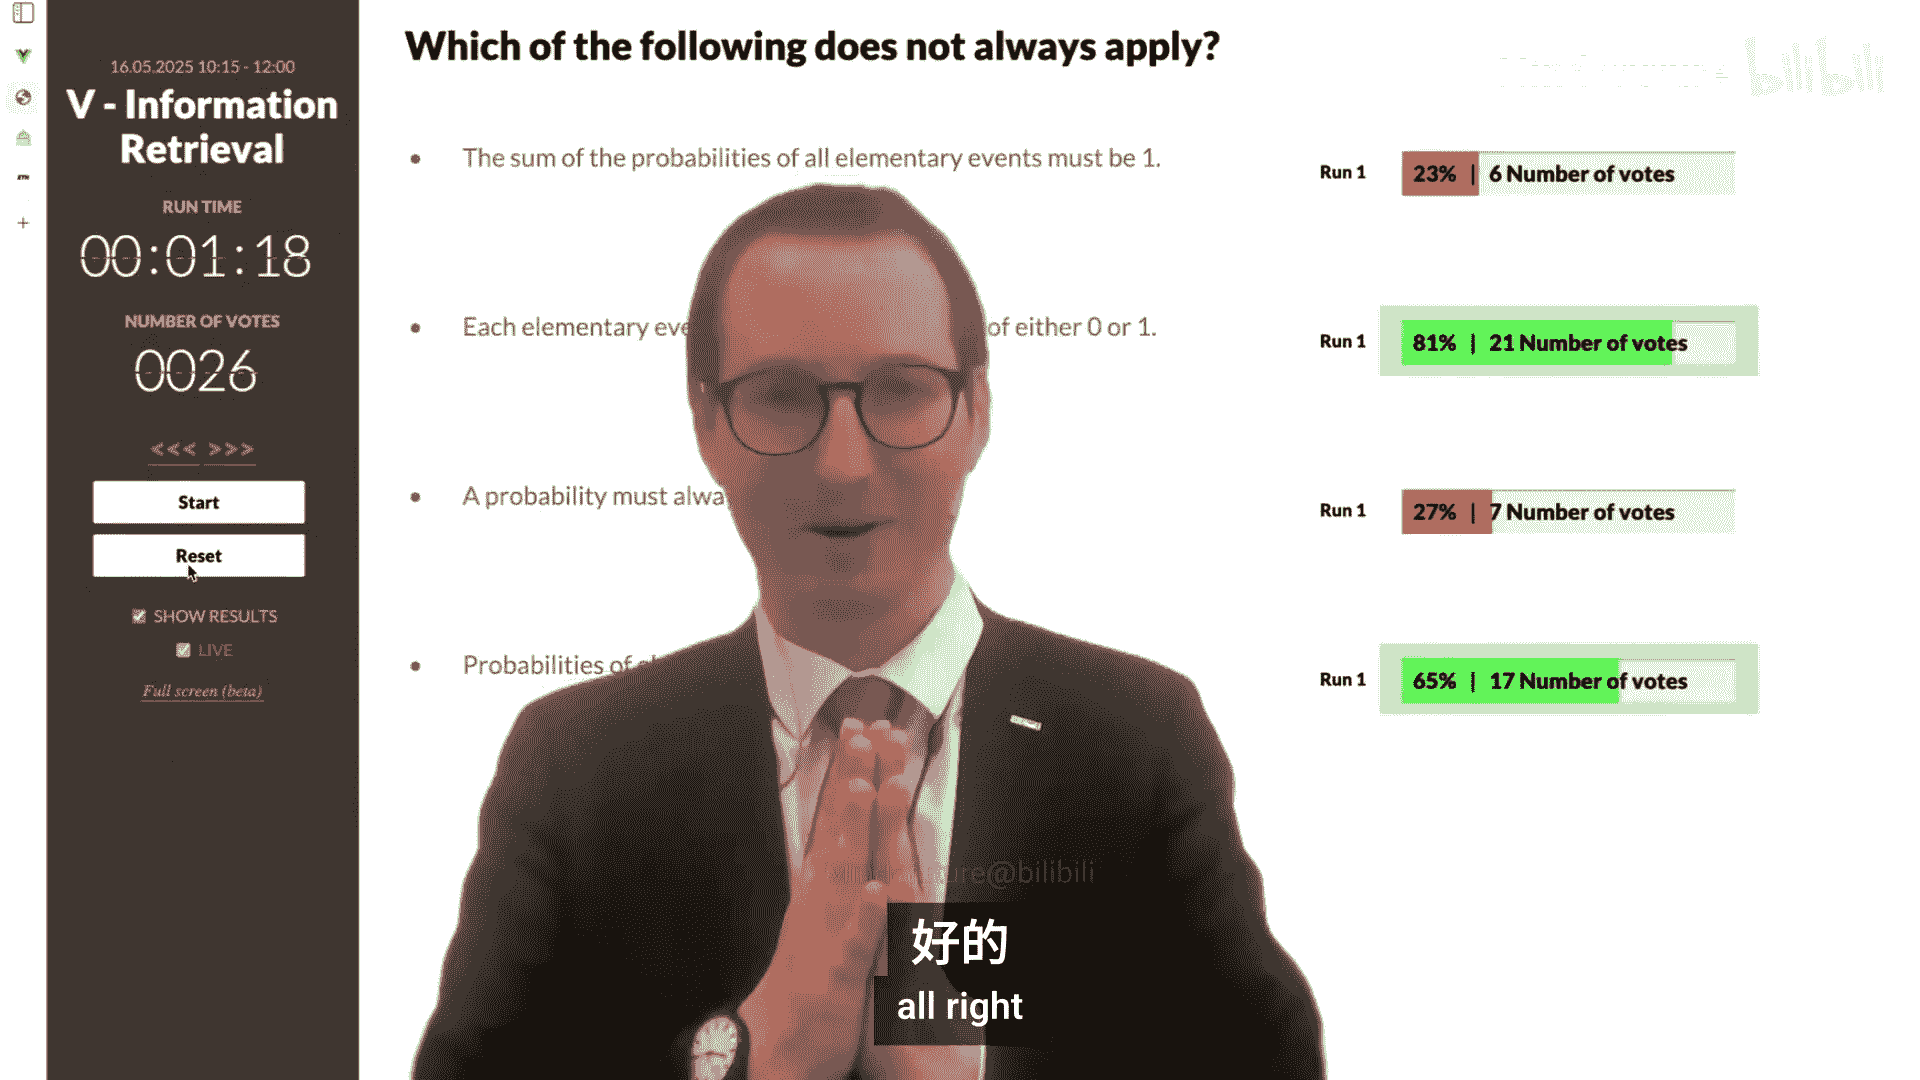 16.05.2025 10:15 - 12:00
V - Information
Retrieval
RUN TIME
00:01:18
NUMBER OF VOTES
0026
<<< >>>
Start
Reset
SHOW RESULTS
LIVE
Full screen (beta)
Which of the following does not always apply?
The sum of the probabilities of all elementary events must be 1.
Run 1 23% | 6 Number of votes
Each elementary of either 0 or 1.
Run 1 81% | 21 Number of votes
A probability must
Run 1 27% | 7 Number of votes
Probabilities of
Run 1 65% | 17 Number of votes
bilibili
@bilibili
好的
all right